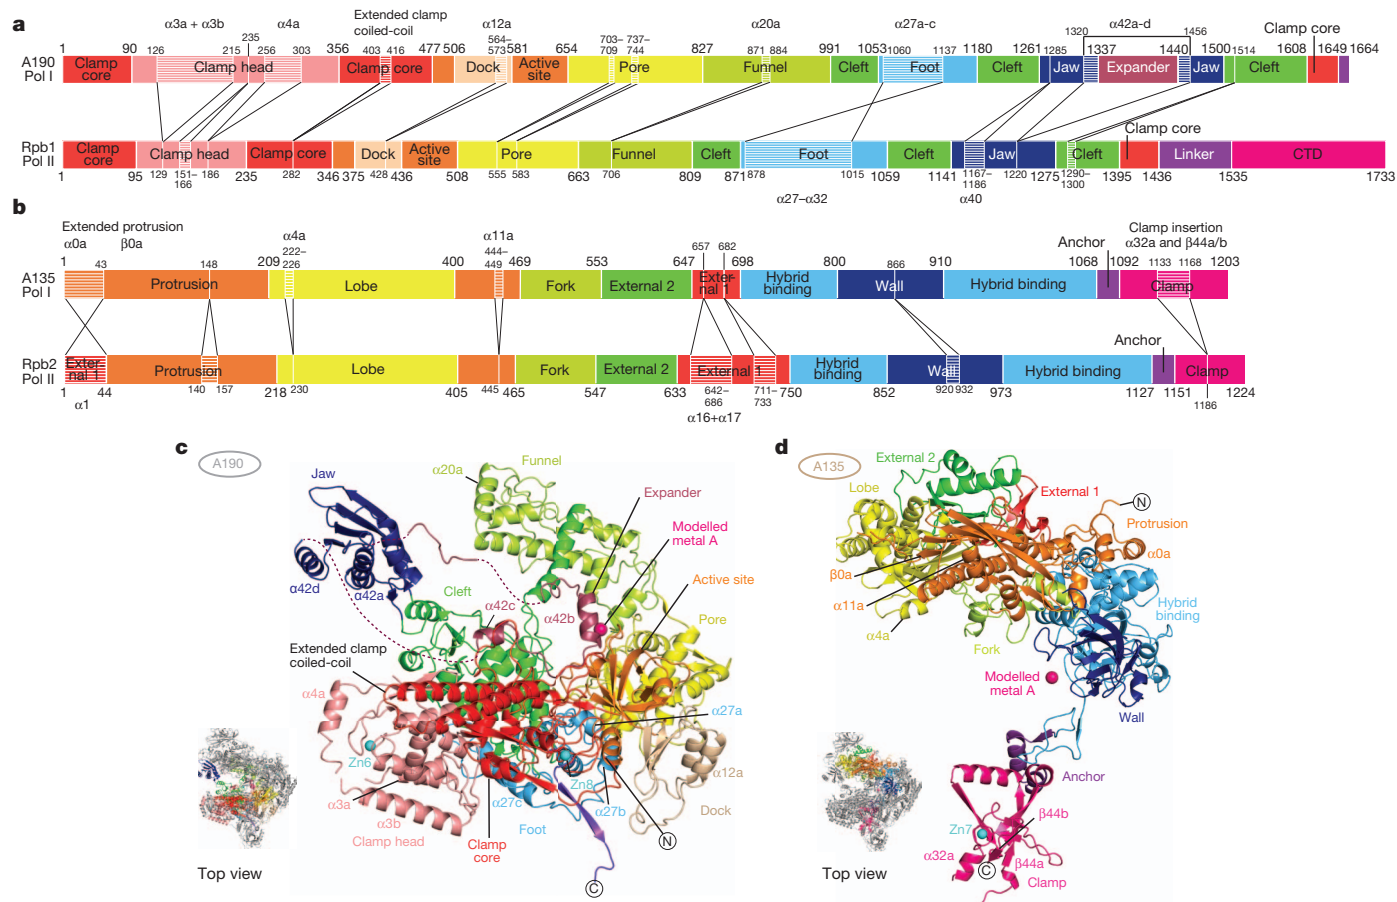 a
α3a + α3b
α4a
Extended clamp
coiled-coil
α12a
α20a
α27a-c
α42a-d
Clamp core
1 90 126 215 235 256 303 356 403 416 477 506 564–573 581 654 703–709 737–744 827 871 884 991 1053 1060 1137 1180 1261 1285 1320 1337 1440 1456 1500 1514 1608 1649 1664
A190
Pol I
Clamp core
Clamp head
Clamp core
Dock
Active site
Pore
Funnel
Cleft
Foot
Cleft
Jaw
Expander
Jaw
Cleft
Clamp core
Rpb1
Pol II
Clamp core
Clamp head
Clamp core
Dock
Active site
Pore
Funnel
Cleft
Foot
Cleft
Jaw
Cleft
Linker
CTD
1 95 129 151–166 186 235 282 346 375 428 436 508 555 583 663 706 809 871 878 1015 1059 1141 1167–1186 1220 1275 1290–1300 1395 1436 1535 1733
α27–α32
α40
b
Extended protrusion
α0a β0a
α4a
α11a
Anchor
Clamp insertion
α32a and β44a/b
1 43 148 209 222–226 400 444–449 469 553 647 657 682 698 800 866 910 1068 1092 1133 1168 1203
A135
Pol I
Protrusion
Lobe
Fork
External 2
Exter-
nal 1
Hybrid
binding
Wall
Hybrid binding
Clamp
Anchor
Rpb2
Pol II
Exter-
nal 1
Protrusion
Lobe
Fork
External 2
External 1
Hybrid
binding
Wall
Hybrid binding
Clamp
1 44 140 157 218 230 405 445 465 547 633 642–686 711–733 750 852 920 932 973 1127 1151 1186 1224
α1
α16+α17
c
A190
Jaw
α20a
Funnel
Expander
Modelled
metal A
Active site
Pore
α42d
α42a
Cleft
α42c
α42b
Extended clamp
coiled-coil
α4a
α27a
Zn6
Zn8
α12a
α3a
α27c
α27b
α3b
Foot
Dock
Clamp head
Clamp
core
N
C
Top view
d
A135
External 2
Lobe
External 1
N
Protrusion
α0a
β0a
α11a
Hybrid
binding
α4a
Fork
Modelled
metal A
Wall
Anchor
β44b
Zn7
α32a
C
β44a
Clamp
Top view